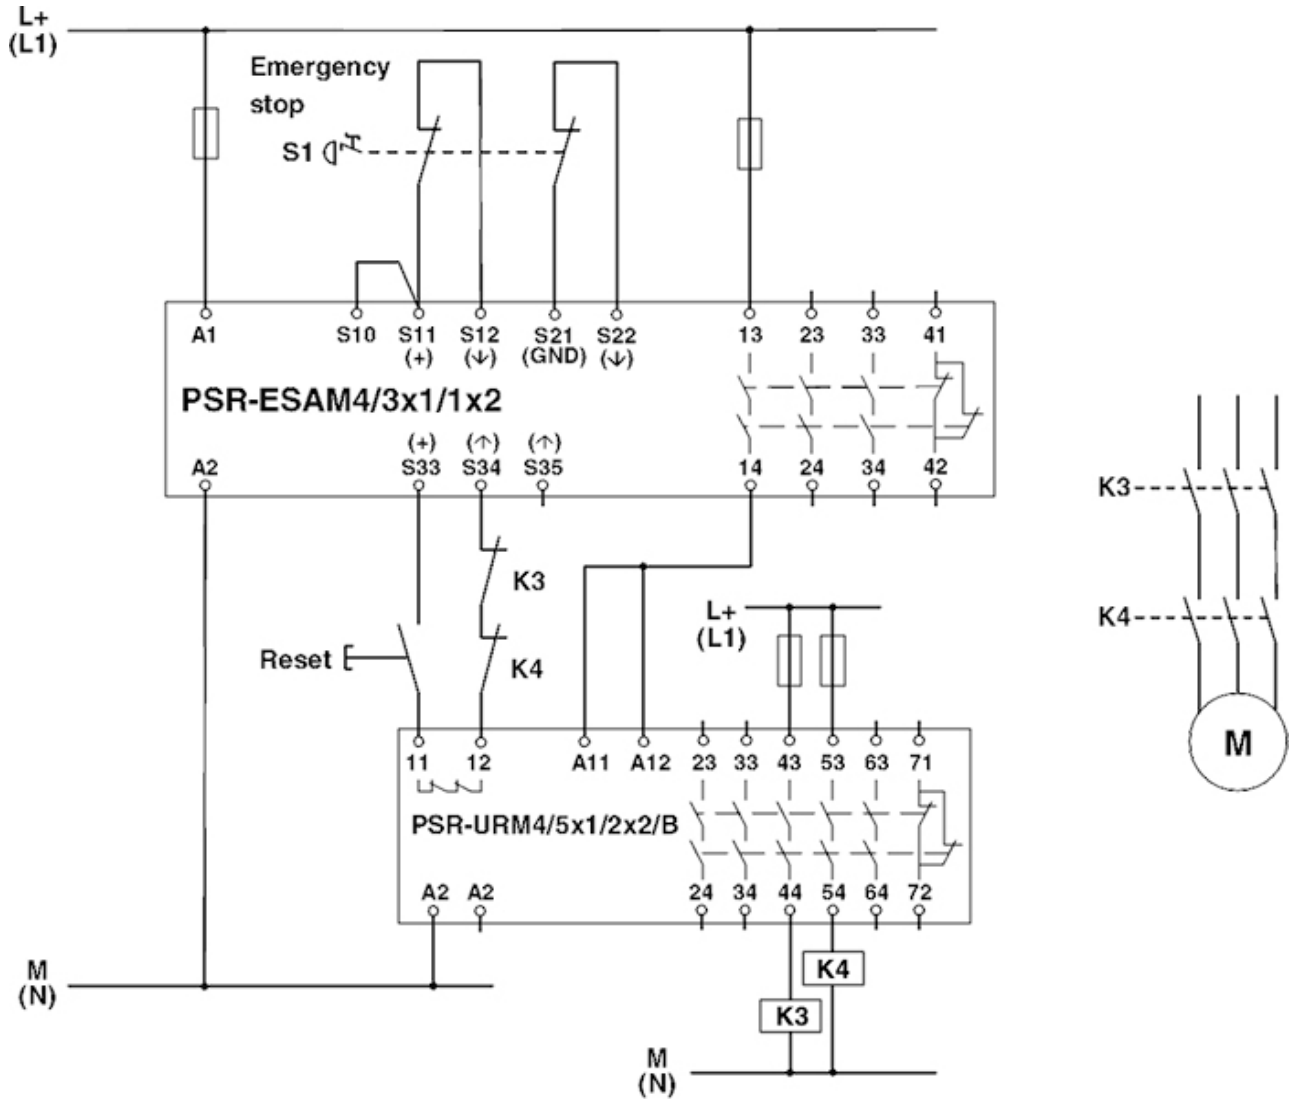 L+
(L1)
Emergency
stop
S1
A1 S10 S11 S12 S21 S22 13 23 33 41
(+) (↓) (GND) (↓)
PSR-ESAM4/3x1/1x2
(+) (↑) (↑)
A2 S33 S34 S35 14 24 34 42
K3
K3
L+
(L1)
K4
Reset
K4
M
11 12 A11 A12 23 33 43 53 63 71
PSR-URM4/5x1/2x2/B
A2 A2 24 34 44 54 64 72
M
(N)
K4
K3
M
(N)